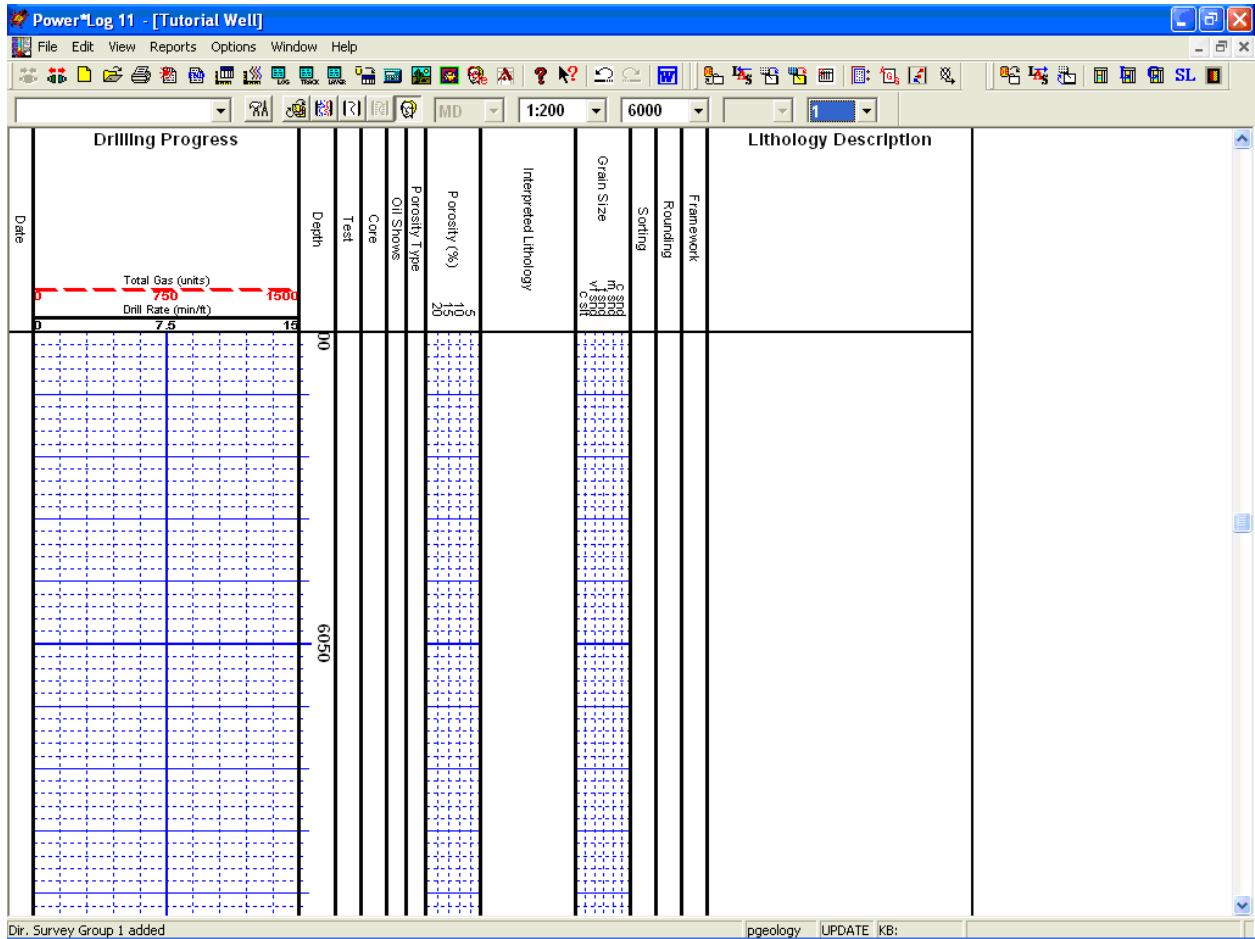 Power*Log 11 - [Tutorial Well]
File Edit View Reports Options Window Help
LOG TRACK LAYER W SL
MD 1:200 6000 1
Drilling Progress
Lithology Description
Date
Total Gas (units)
0 750 1500
Drill Rate (min/ft)
0 7.5 15
Depth
Test
Core
Oil Shows
Porosity Type
Porosity (%)
5
10
15
20
Interpreted Lithology
Grain Size
c snd
m snd
f snd
vf snd
c slt
Sorting
Rounding
Framework
00
6050
Dir. Survey Group 1 added
pgeology UPDATE KB: